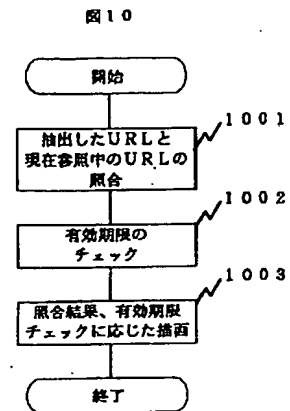 図10
開始
抽出したURLと
現在参照中のURLの
照合
1001
有効期限の
チェック
1002
照合結果、有効期限
チェックに応じた描画
1003
終了